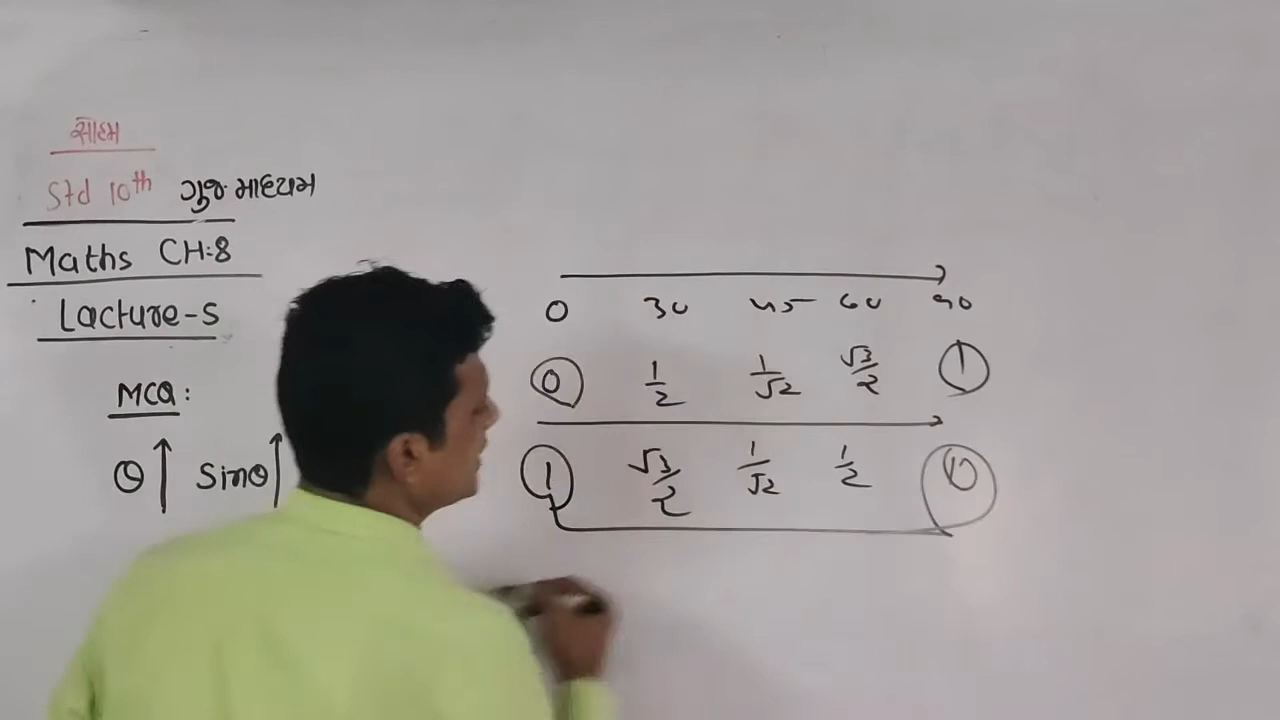 સોહમ
Std 10th ગુજ માધ્યમ
Maths CH:8
Lacture-5
MCQ:
θ↑ Sinθ↑
0 30 45 60 90
0 1/2 1/√2 √3/2 1
1 √3/2 1/√2 1/2 0